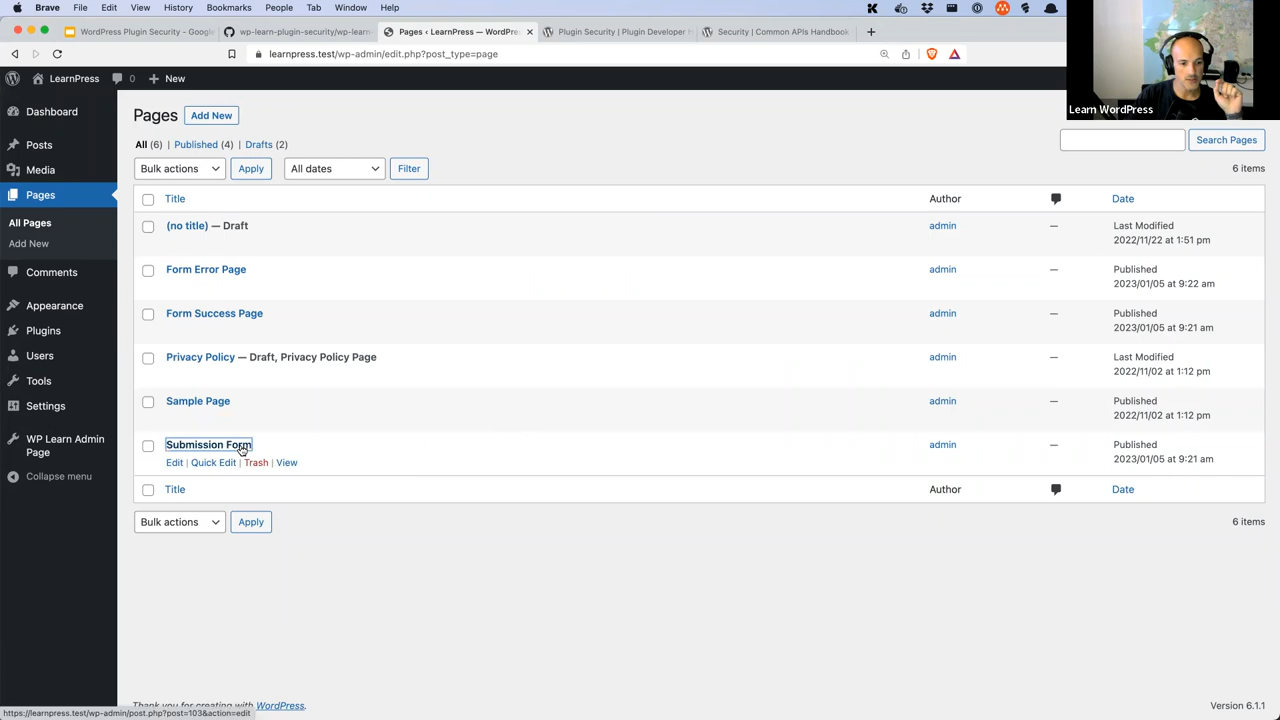 Brave File Edit View History Bookmarks People Tab Window Help
WordPress Plugin Security - Googl
wp-learn-plugin-security/wp-learn-
Pages ‹ LearnPress — WordPre
Plugin Security | Plugin Developer H
Security | Common APIs Handbook
learnpress.test/wp-admin/edit.php?post_type=page
LearnPress 0 + New
Learn WordPress
Dashboard
Posts
Media
Pages
All Pages
Add New
Comments
Appearance
Plugins
Users
Tools
Settings
WP Learn Admin
Page
Collapse menu
Pages Add New
All (6) | Published (4) | Drafts (2)
Search Pages
Bulk actions Apply All dates Filter
6 items
Title Author Date
(no title) — Draft admin — Last Modified
2022/11/22 at 1:51 pm
Form Error Page admin — Published
2023/01/05 at 9:22 am
Form Success Page admin — Published
2023/01/05 at 9:21 am
Privacy Policy — Draft, Privacy Policy Page admin — Last Modified
2022/11/02 at 1:12 pm
Sample Page admin — Published
2022/11/02 at 1:12 pm
Submission Form admin — Published
Edit | Quick Edit | Trash | View 2023/01/05 at 9:21 am
Title Author Date
Bulk actions Apply
6 items
Thank you for creating with WordPress.
Version 6.1.1
https://learnpress.test/wp-admin/post.php?post=103&action=edit